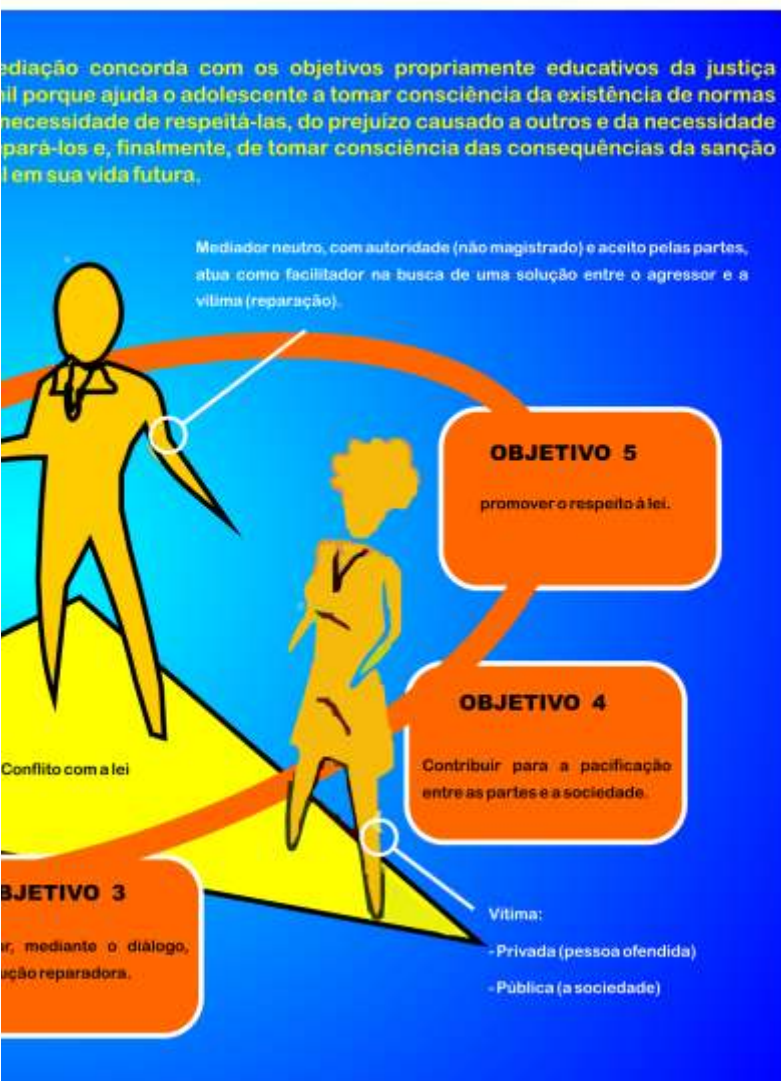 ediação concorda com os objetivos propriamente educativos da justiça
nil porque ajuda o adolescente a tomar consciência da existência de normas
necessidade de respeitá-las, do prejuízo causado a outros e da necessidade
epará-los e, finalmente, de tomar consciência das consequências da sanção
l em sua vida futura.
Mediador neutro, com autoridade (não magistrado) e aceito pelas partes,
atua como facilitador na busca de uma solução entre o agressor e a
vítima (reparação).
OBJETIVO 5
promover o respeito à lei.
OBJETIVO 4
Contribuir para a pacificação
entre as partes e a sociedade.
Conflito com a lei
BJETIVO 3
ar, mediante o diálogo,
ução reparadora.
Vítima:
- Privada (pessoa ofendida)
- Pública (a sociedade)